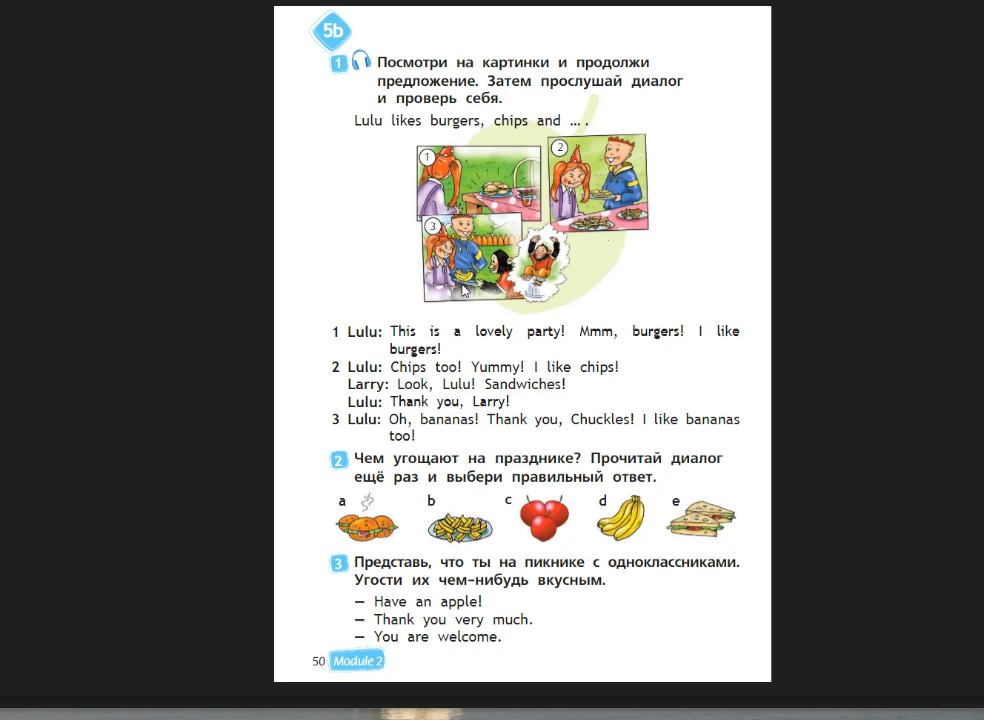 5b
1 Посмотри на картинки и продолжи
предложение. Затем прослушай диалог
и проверь себя.
Lulu likes burgers, chips and ... .
1
2
3
1 Lulu: This is a lovely party! Mmm, burgers! I like
burgers!
2 Lulu: Chips too! Yummy! I like chips!
Larry: Look, Lulu! Sandwiches!
Lulu: Thank you, Larry!
3 Lulu: Oh, bananas! Thank you, Chuckles! I like bananas
too!
2 Чем угощают на празднике? Прочитай диалог
ещё раз и выбери правильный ответ.
a b c d e
3 Представь, что ты на пикнике с одноклассниками.
Угости их чем-нибудь вкусным.
— Have an apple!
— Thank you very much.
— You are welcome.
50 Module 2